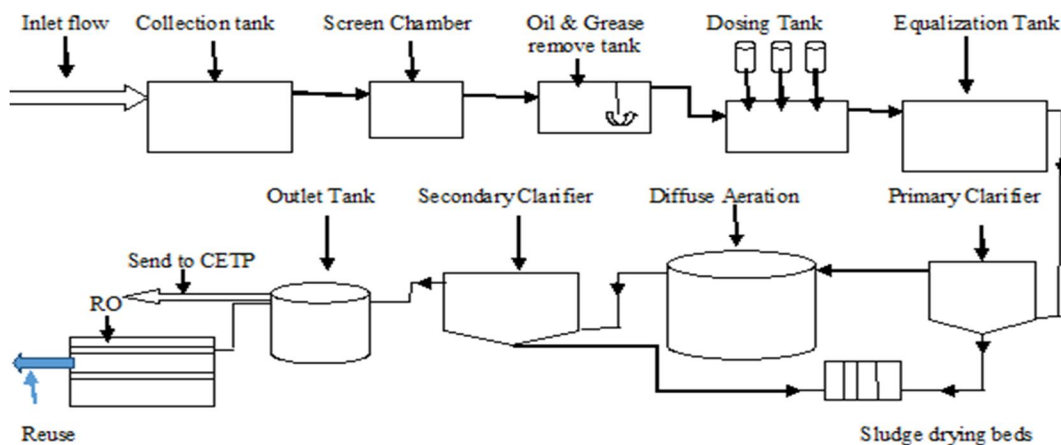 Inlet flow
Collection tank
Screen Chamber
Oil & Grease
remove tank
Dosing Tank
Equalization Tank
Outlet Tank
Secondary Clarifier
Diffuse Aeration
Primary Clarifier
Send to CETP
RO
Reuse
Sludge drying beds